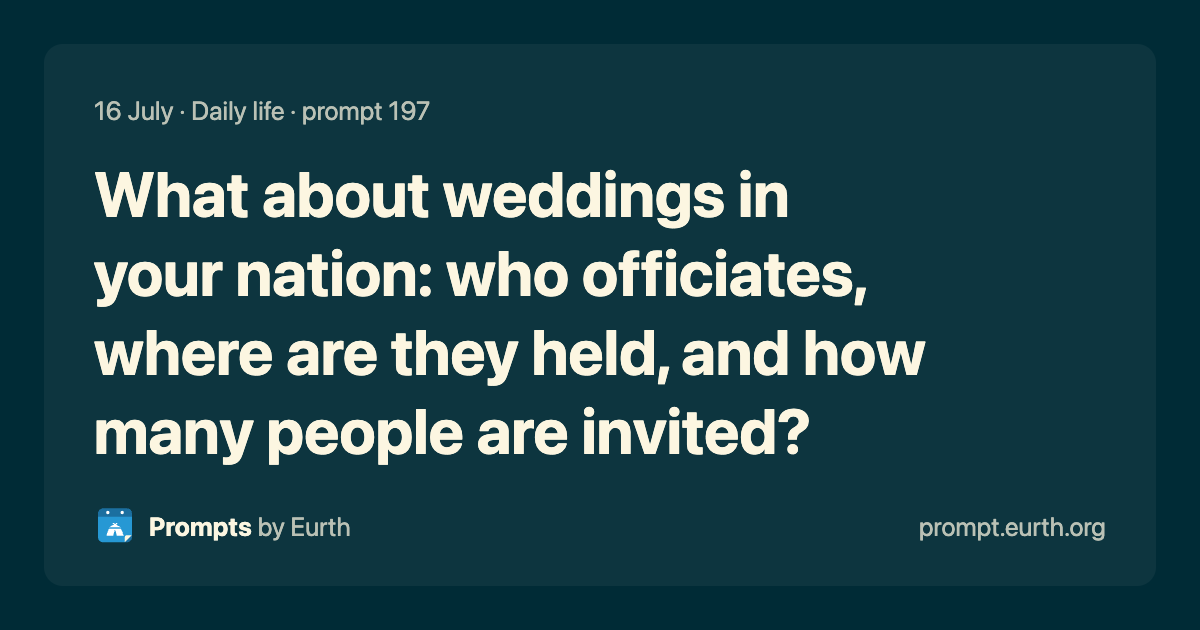 16 July · Daily life · prompt 197
What about weddings in
your nation: who officiates,
where are they held, and how
many people are invited?
Prompts by Eurth
prompt.eurth.org